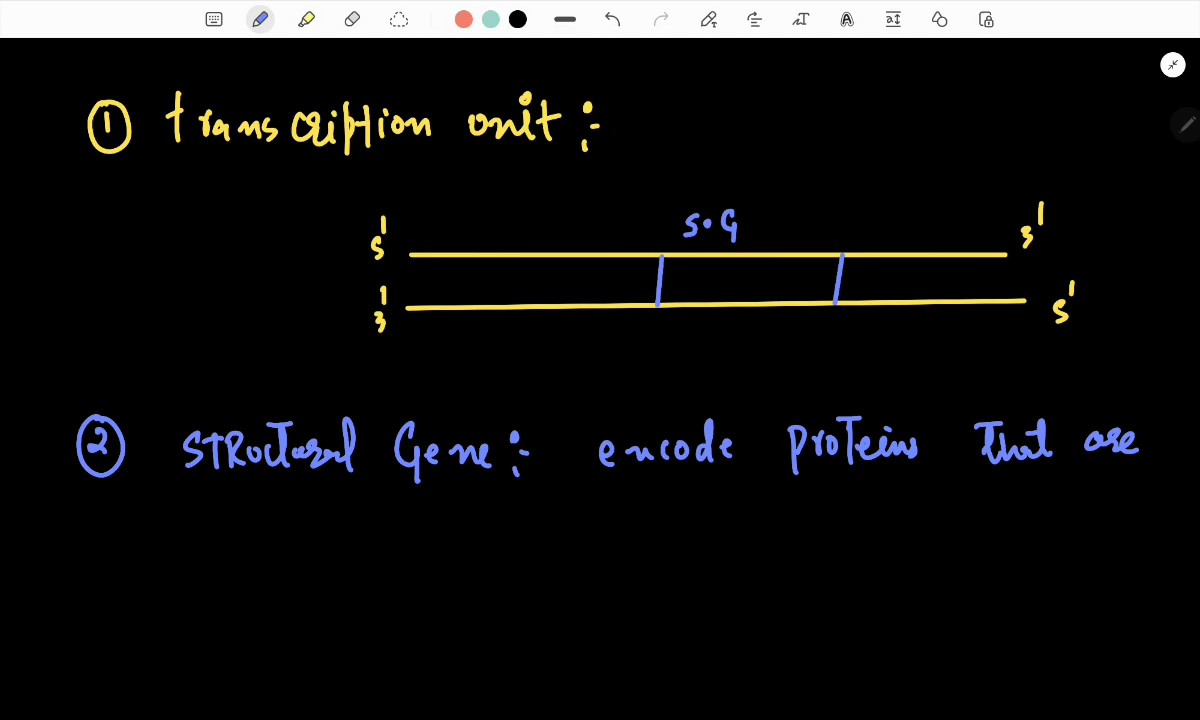 ① transcription unit :-
S.G
5' 3'
3' 5'
② Structural Gene :- encode proteins that are